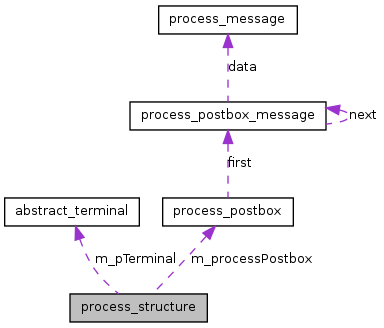 process_message
data
process_postbox_message
next
first
abstract_terminal
process_postbox
m_pTerminal
m_processPostbox
process_structure